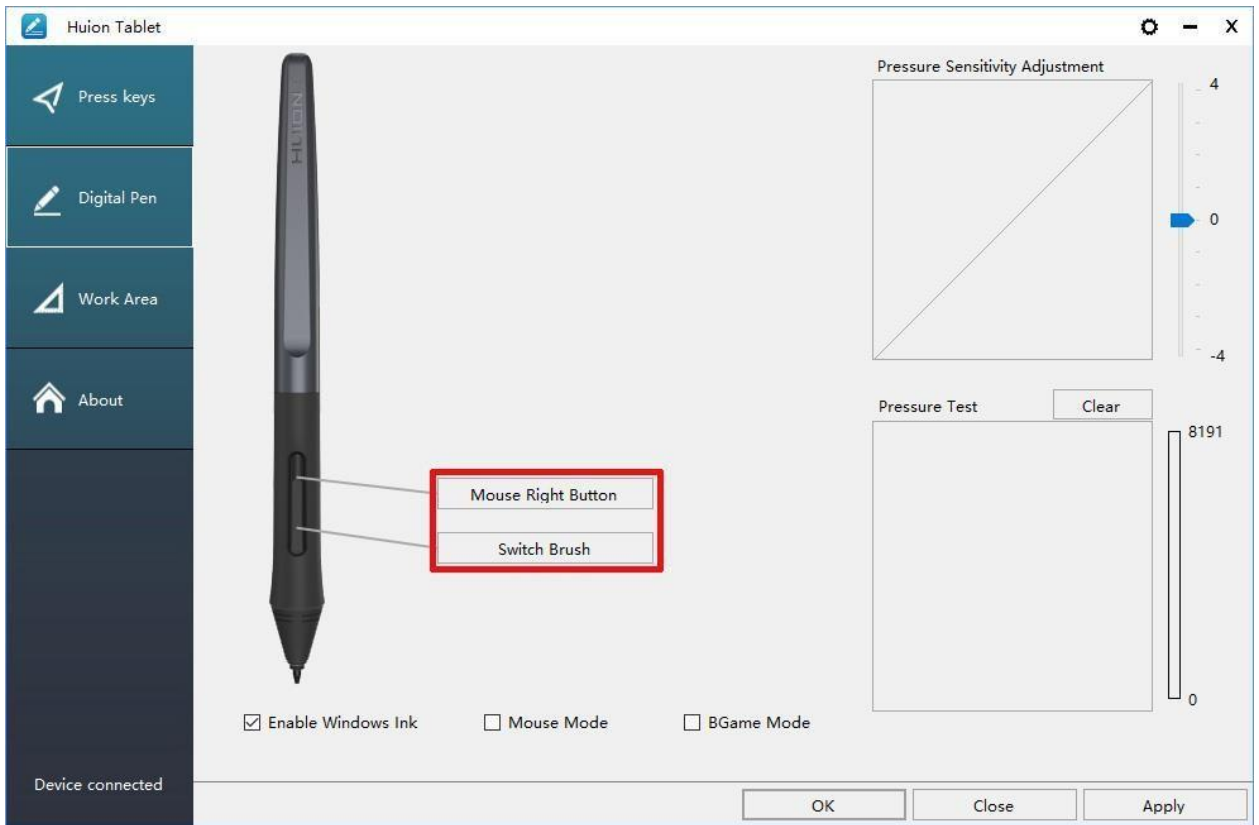 Huion Tablet
X
Press keys
Digital Pen
Work Area
About
Device connected
HUION
Mouse Right Button
Switch Brush
Enable Windows Ink
Mouse Mode
BGame Mode
Pressure Sensitivity Adjustment
4
0
-4
Pressure Test
Clear
8191
0
OK
Close
Apply